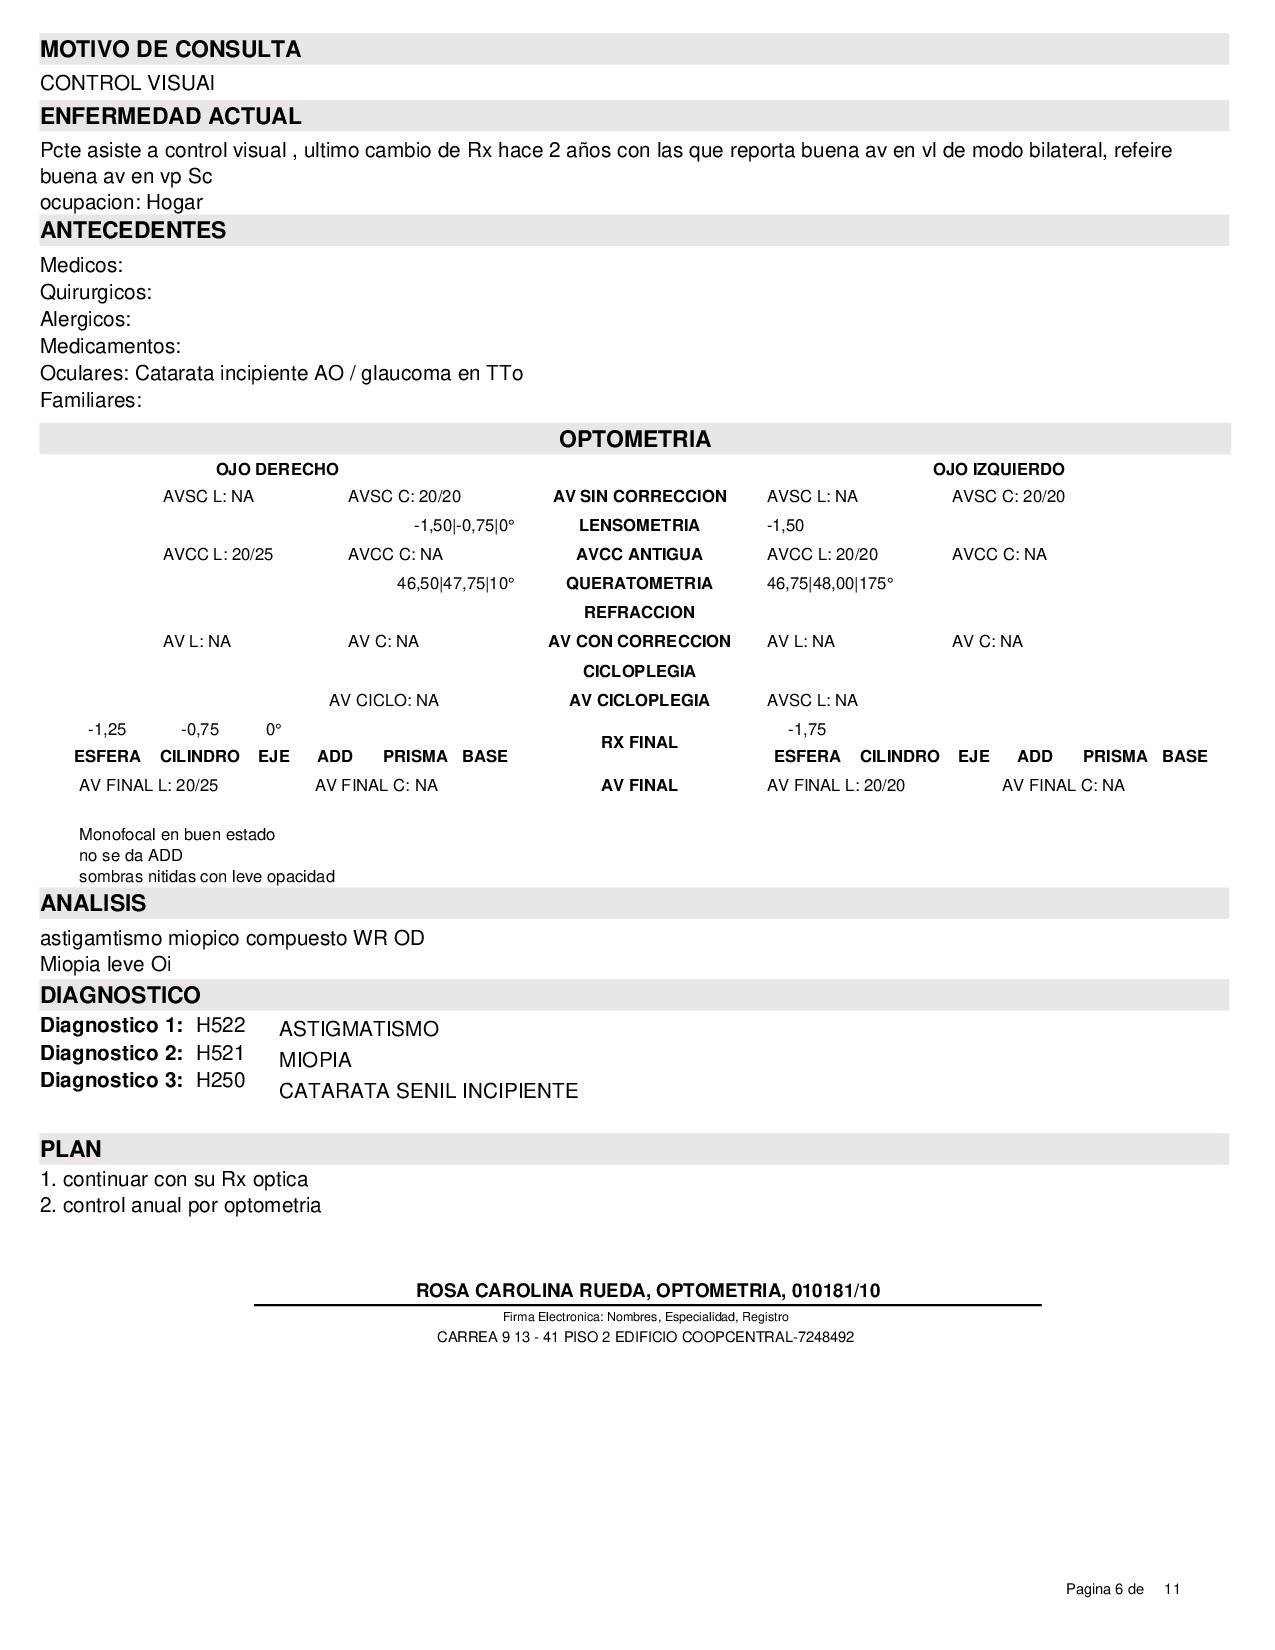 MOTIVO DE CONSULTA
CONTROL VISUAl
ENFERMEDAD ACTUAL
Pcte asiste a control visual , ultimo cambio de Rx hace 2 años con las que reporta buena av en vl de modo bilateral, refeire
buena av en vp Sc
ocupacion: Hogar
ANTECEDENTES
Medicos:
Quirurgicos:
Alergicos:
Medicamentos:
Oculares: Catarata incipiente AO / glaucoma en TTo
Familiares:
OPTOMETRIA
OJO DERECHO OJO IZQUIERDO
AVSC L: NA AVSC C: 20/20 AV SIN CORRECCION AVSC L: NA AVSC C: 20/20
-1,50|-0,75|0° LENSOMETRIA -1,50
AVCC L: 20/25 AVCC C: NA AVCC ANTIGUA AVCC L: 20/20 AVCC C: NA
46,50|47,75|10° QUERATOMETRIA 46,75|48,00|175°
REFRACCION
AV L: NA AV C: NA AV CON CORRECCION AV L: NA AV C: NA
CICLOPLEGIA
AV CICLO: NA AV CICLOPLEGIA AVSC L: NA
-1,25 -0,75 0° -1,75
RX FINAL
ESFERA CILINDRO EJE ADD PRISMA BASE ESFERA CILINDRO EJE ADD PRISMA BASE
AV FINAL L: 20/25 AV FINAL C: NA AV FINAL AV FINAL L: 20/20 AV FINAL C: NA
Monofocal en buen estado
no se da ADD
sombras nitidas con leve opacidad
ANALISIS
astigamtismo miopico compuesto WR OD
Miopia leve Oi
DIAGNOSTICO
Diagnostico 1: H522 ASTIGMATISMO
Diagnostico 2: H521 MIOPIA
Diagnostico 3: H250 CATARATA SENIL INCIPIENTE
PLAN
1. continuar con su Rx optica
2. control anual por optometria
ROSA CAROLINA RUEDA, OPTOMETRIA, 010181/10
Firma Electronica: Nombres, Especialidad, Registro
CARREA 9 13 - 41 PISO 2 EDIFICIO COOPCENTRAL-7248492
Pagina 6 de 11